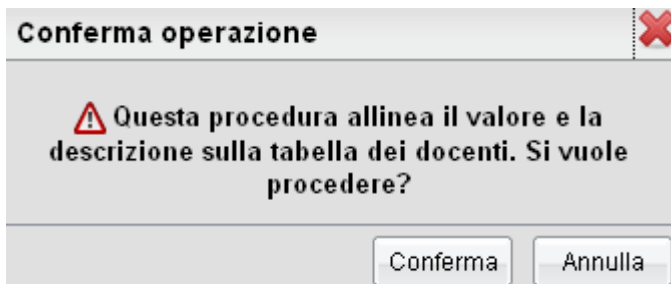 Conferma operazione
Questa procedura allinea il valore e la
descrizione sulla tabella dei docenti. Si vuole
procedere?
Conferma
Annulla